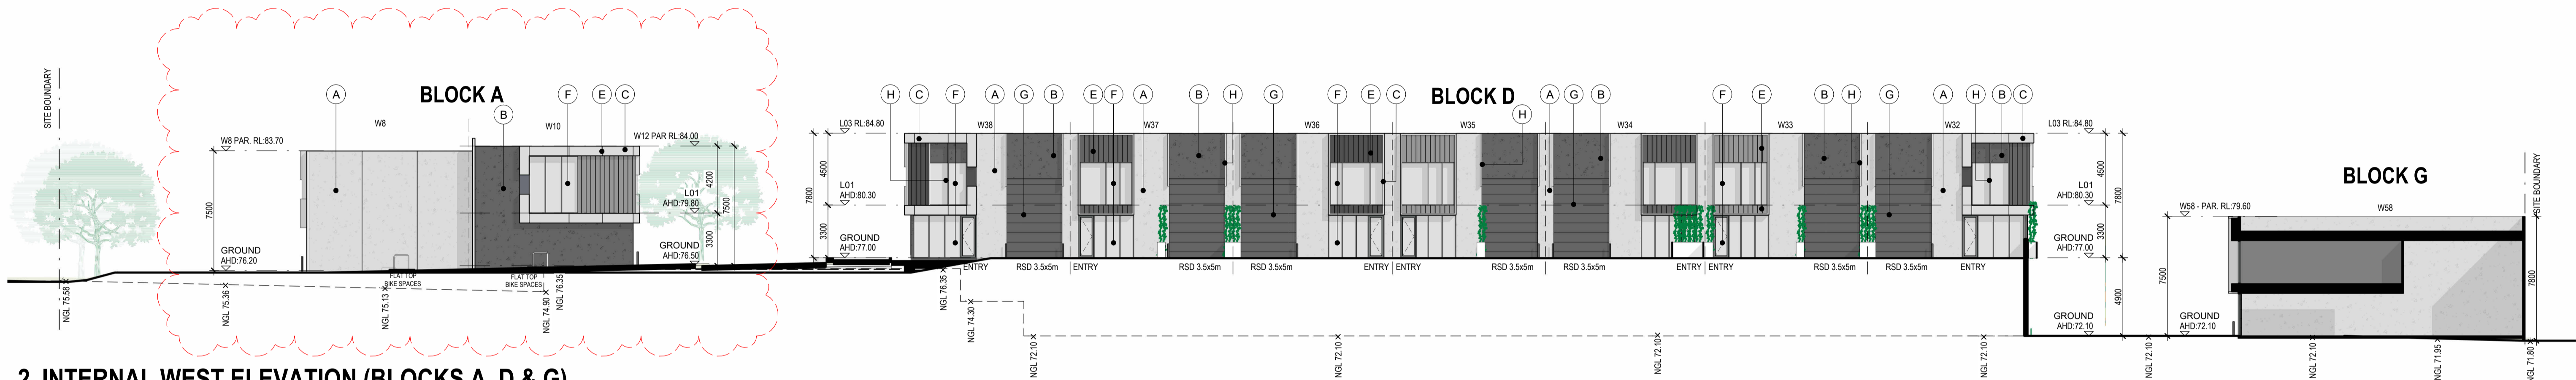 SITE BOUNDARY
BLOCK A
A
B
F
E
C
W8
W10
W8 PAR. RL:83.70
W12 PAR RL:84.00
7500
GROUND
AHD:76.20
L01
AHD:79.80
4200
7500
3300
GROUND
AHD:76.50
FLAT TOP
BIKE SPACES
FLAT TOP
BIKE SPACES
NGL 75.58
NGL 75.36
NGL 75.13
NGL 74.90
NGL 76.35
BLOCK D
H
C
F
A
G
B
E
F
A
B
H
G
F
E
C
H
A
G
B
F
E
B
H
G
A
H
B
C
L03 RL:84.80
W38
W37
W36
W35
W34
W33
W32
L03 RL:84.80
7800
4500
L01
AHD:80.30
3300
GROUND
AHD:77.00
4500
7800
L01
AHD:80.30
3300
GROUND
AHD:77.00
4900
GROUND
AHD:72.10
ENTRY
RSD 3.5x5m
ENTRY
RSD 3.5x5m
RSD 3.5x5m
ENTRY
ENTRY
RSD 3.5x5m
RSD 3.5x5m
ENTRY
ENTRY
RSD 3.5x5m
RSD 3.5x5m
ENTRY
NGL 76.35
NGL 74.30
NGL 72.10
NGL 72.10
NGL 72.10
NGL 72.10
NGL 72.10
BLOCK G
SITE BOUNDARY
W58 - PAR. RL:79.60
W58
7500
7800
GROUND
AHD:72.10
NGL 72.10
NGL 71.95
NGL 71.80
2 INTERNAL WEST ELEVATION (BLOCKS A, D & G)